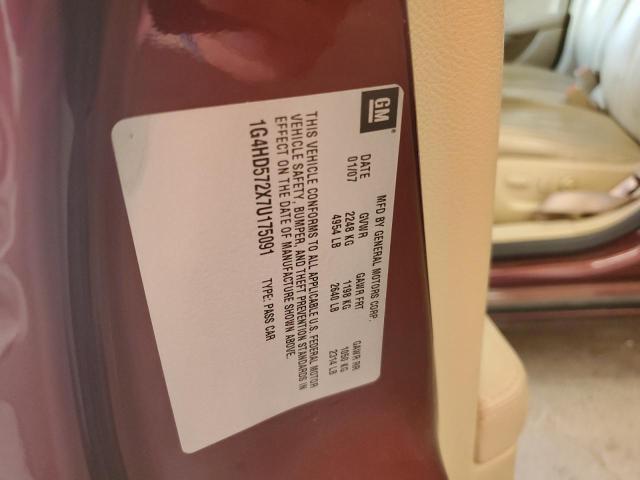 GM
MFD BY GENERAL MOTORS CORP.
DATE GVWR GAWR FRT GAWR RR
01/07 2248 KG 1198 KG 1050 KG
4954 LB 2640 LB 2314 LB
THIS VEHICLE CONFORMS TO ALL APPLICABLE U.S. FEDERAL MOTOR
VEHICLE SAFETY, BUMPER, AND THEFT PREVENTION STANDARDS IN
EFFECT ON THE DATE OF MANUFACTURE SHOWN ABOVE.
1G4HD572X7U175091 TYPE: PASS CAR